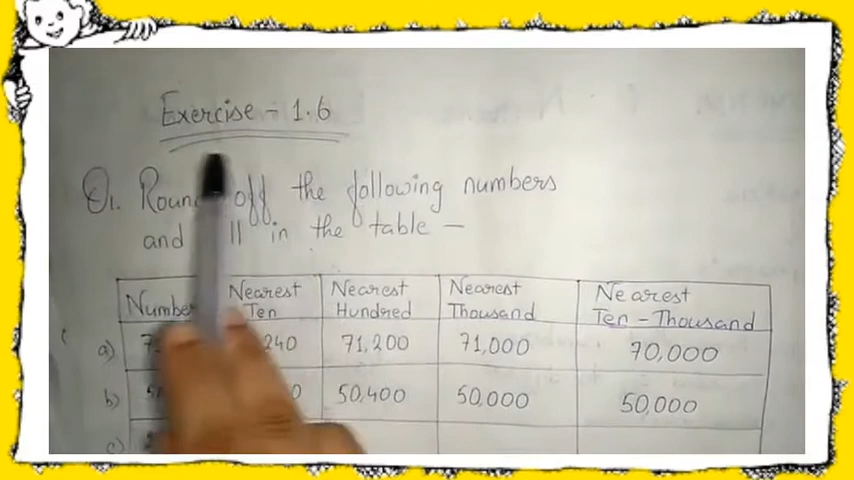 Exercise - 1.6
Q1. Round off the following numbers
and in the table -
Number Nearest Ten Nearest Hundred Nearest Thousand Nearest Ten - Thousand
a) 240 71,200 71,000 70,000
b) 50,400 50,000 50,000
c)